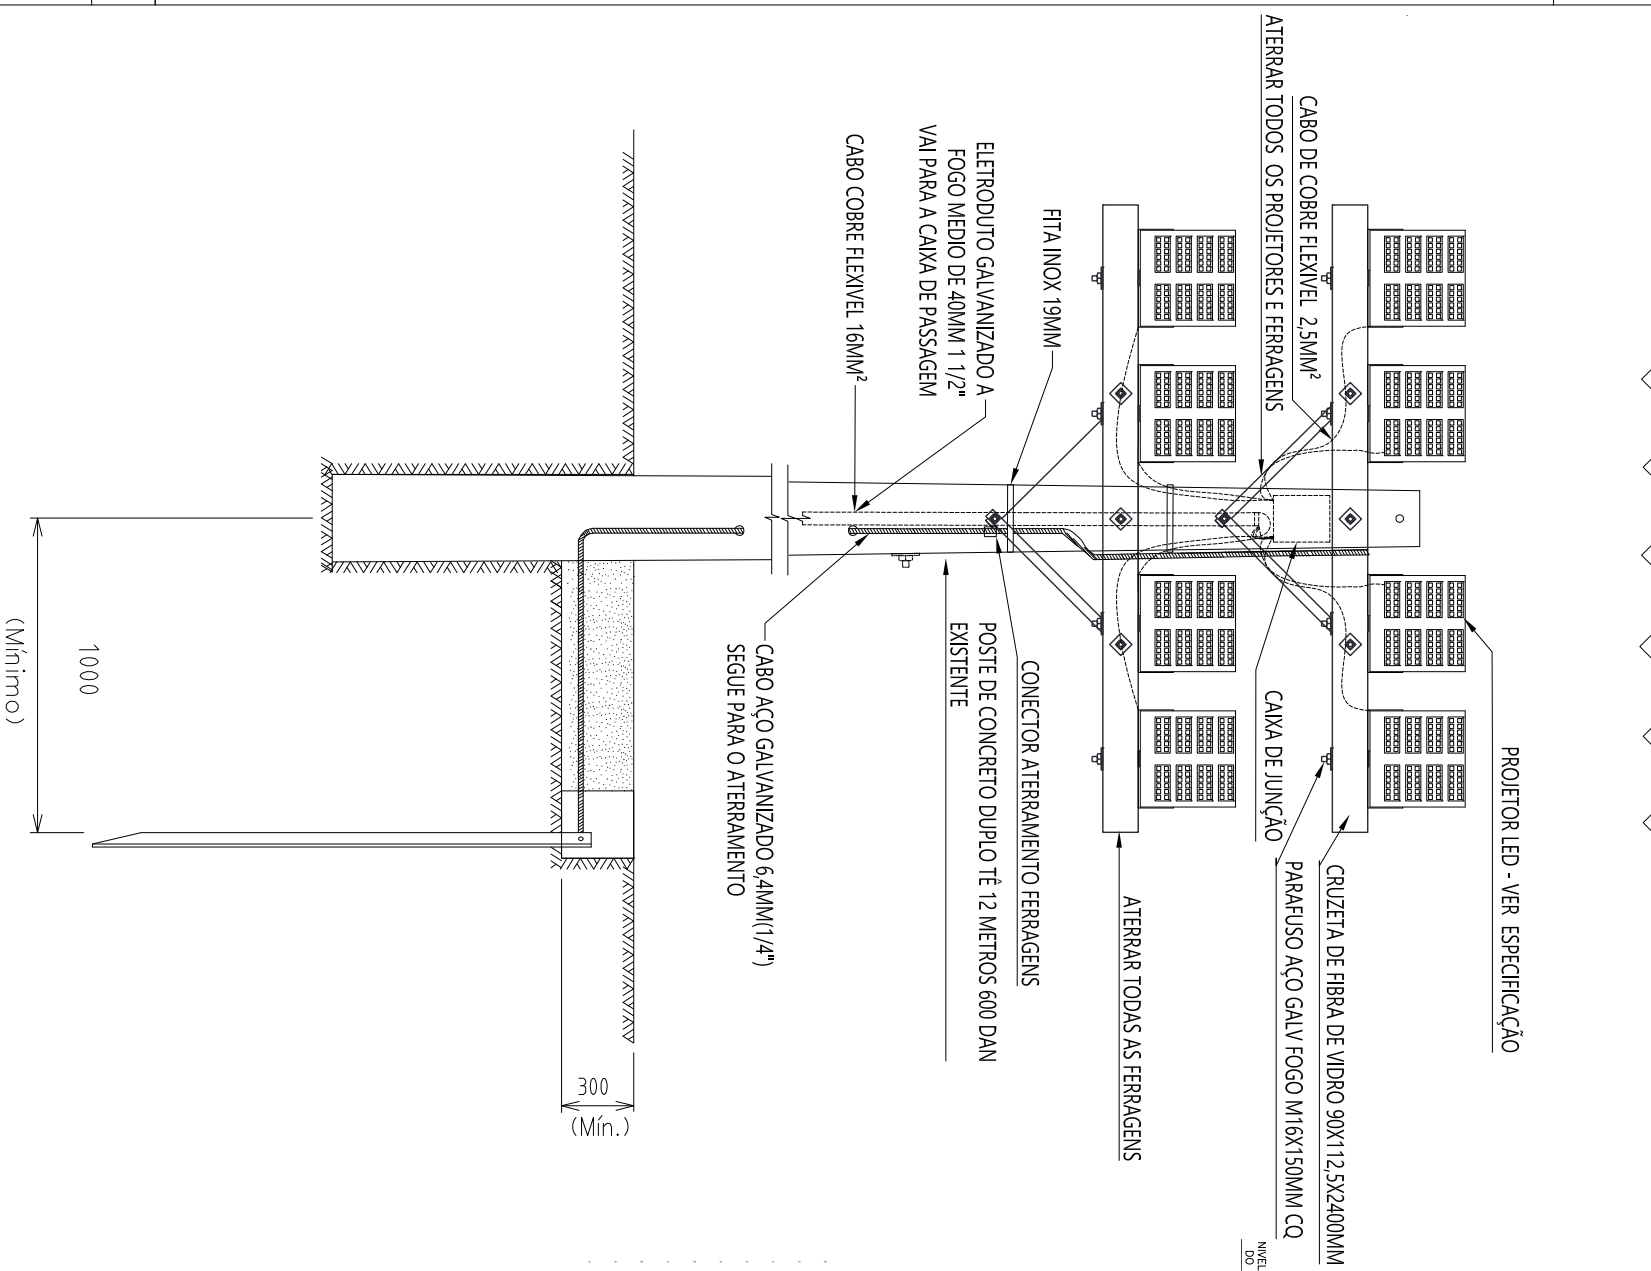 PROJETOR LED - VER ESPECIFICAÇÃO
CRUZETA DE FIBRA DE VIDRO 90X112,5X2400MM
PARAFUSO AÇO GALV FOGO M16X150MM CQ
CAIXA DE JUNÇÃO
CABO DE COBRE FLEXIVEL 2,5MM²
ATERRAR TODOS OS PROJETORES E FERRAGENS
NIVEL
DO
ATERRAR TODAS AS FERRAGENS
FITA INOX 19MM
CONECTOR ATERRAMENTO FERRAGENS
ELETRODUTO GALVANIZADO A
FOGO MEDIO DE 40MM 1 1/2"
VAI PARA A CAIXA DE PASSAGEM
POSTE DE CONCRETO DUPLO TÊ 12 METROS 600 DAN
EXISTENTE
CABO COBRE FLEXIVEL 16MM²
CABO AÇO GALVANIZADO 6,4MM(1/4")
SEGUE PARA O ATERRAMENTO
300
(Mín.)
1000
(Mínimo)